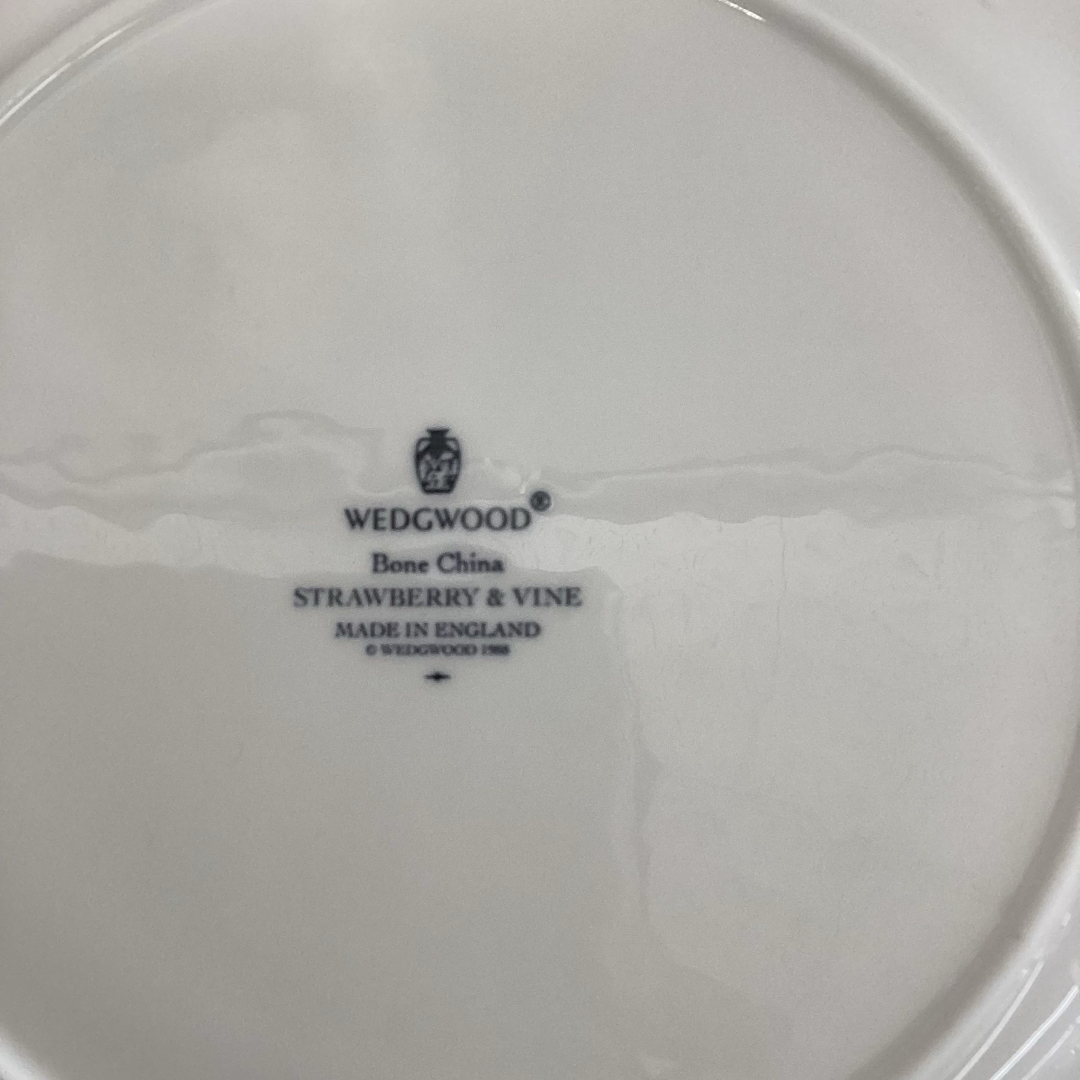 WEDGWOOD®
Bone China
STRAWBERRY & VINE
MADE IN ENGLAND
© WEDGWOOD 1988